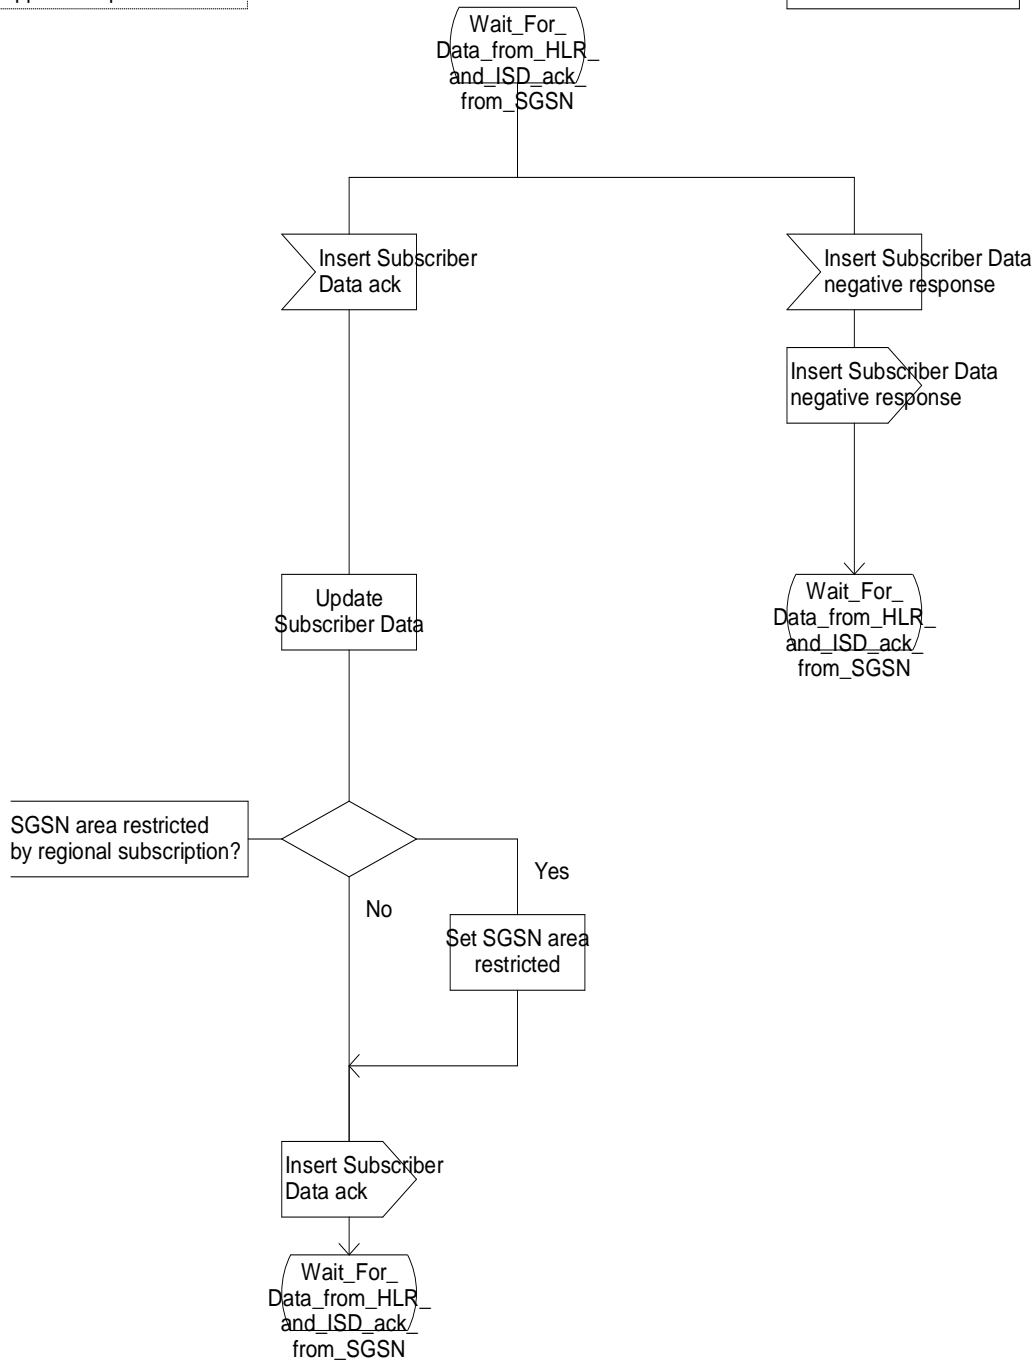 Wait_For_
Data_from_HLR_
and_ISD_ack_
from_SGSN
Insert Subscriber
Data ack
Insert Subscriber Data
negative response
Insert Subscriber Data
negative response
Update
Subscriber Data
Wait_For_
Data_from_HLR_
and_ISD_ack_
from_SGSN
SGSN area restricted
by regional subscription?
Yes
No
Set SGSN area
restricted
Insert Subscriber
Data ack
Wait_For_
Data_from_HLR_
and_ISD_ack_
from_SGSN